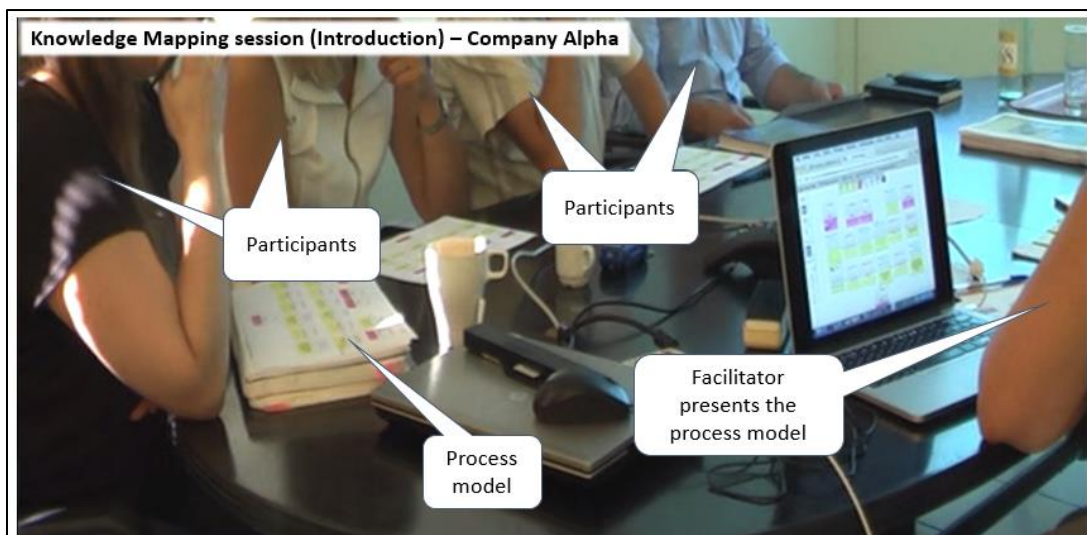 Knowledge Mapping session (Introduction) – Company Alpha
Participants
Participants
Facilitator
presents the
process model
Process
model